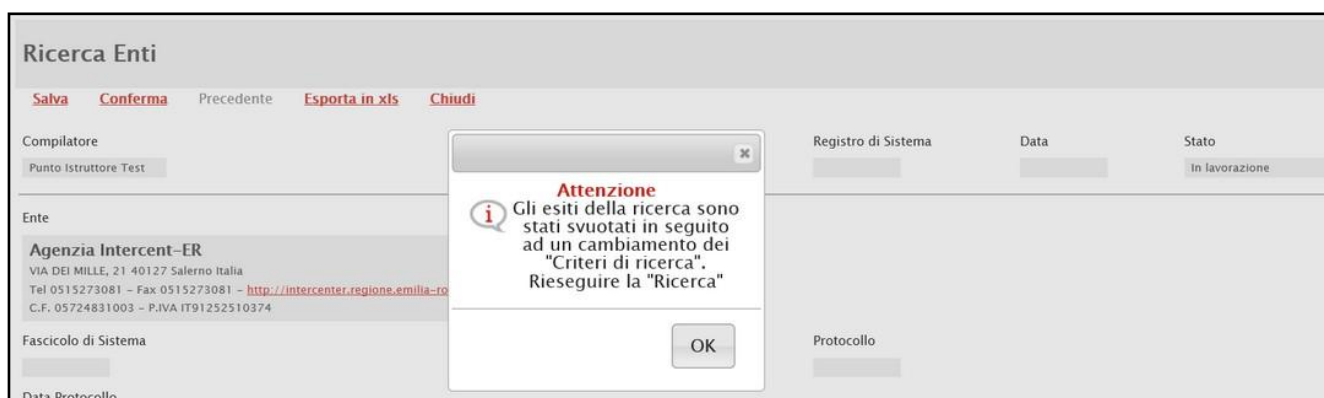 Ricerca Enti
Salva Conferma Precedente Esporta in xls Chiudi
Compilatore Registro di Sistema Data Stato
Punto Istruttore Test In lavorazione
Attenzione
Gli esiti della ricerca sono
stati svuotati in seguito
ad un cambiamento dei
"Criteri di ricerca".
Rieseguire la "Ricerca"
OK
Ente
Agenzia Intercent-ER
VIA DEI MILLE, 21 40127 Salerno Italia
Tel 0515273081 - Fax 0515273081 - http://intercenter.regione.emilia-ro
C.F. 05724831003 - P.IVA IT91252510374
Fascicolo di Sistema Protocollo
Data Protocollo